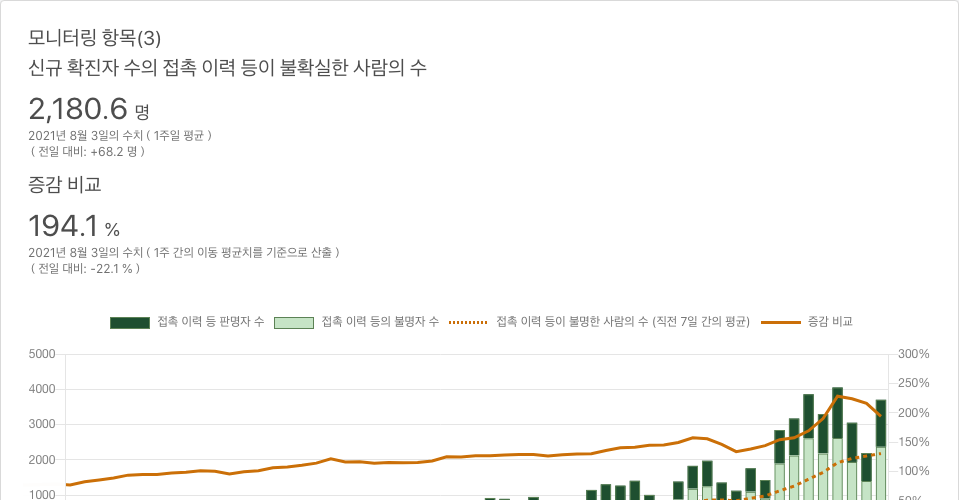 모니터링 항목(3)
신규 확진자 수의 접촉 이력 등이 불확실한 사람의 수
2,180.6 명
2021년 8월 3일의 수치 ( 1주일 평균 )
( 전일 대비: +68.2 명 )
증감 비교
194.1 %
2021년 8월 3일의 수치 ( 1주 간의 이동 평균치를 기준으로 산출 )
( 전일 대비: -22.1 % )
접촉 이력 등 판명자 수 접촉 이력 등의 불명자 수 접촉 이력 등이 불명한 사람의 수 (직전 7일 간의 평균) 증감 비교
5000 300%
4000 250%
3000 200%
2000 150%
1000 100%
50%